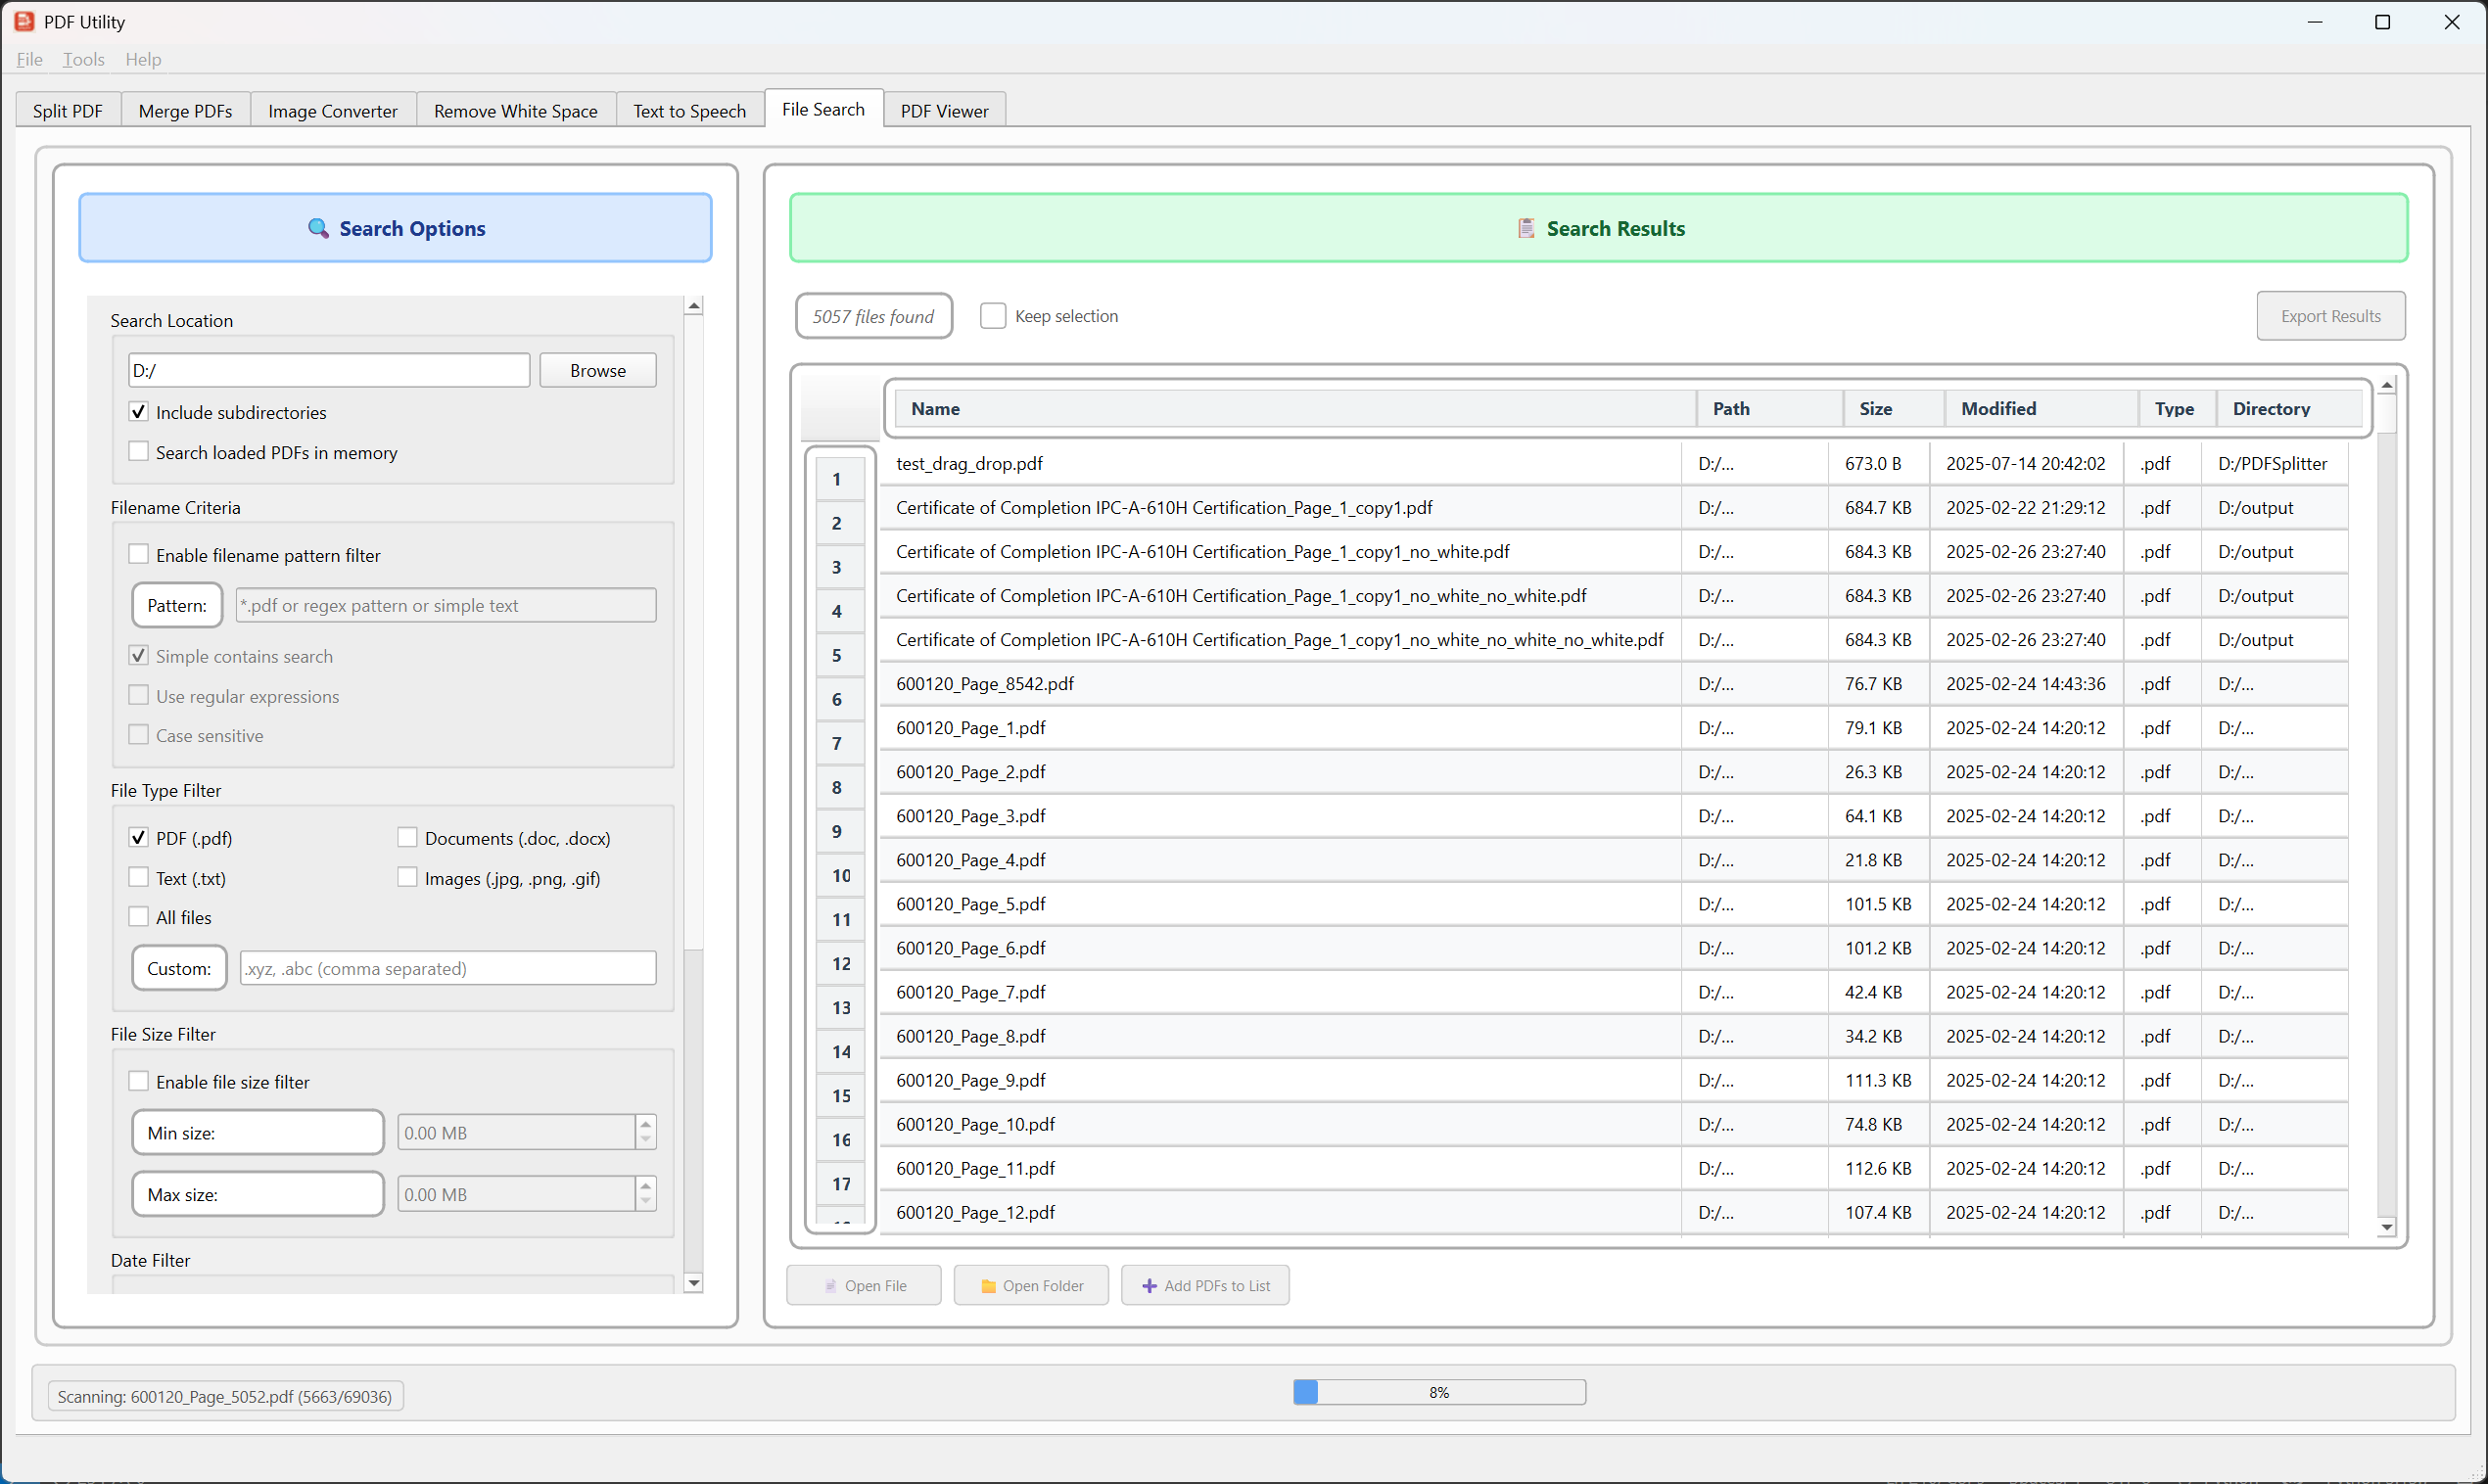 PDF Utility
File Tools Help
Split PDF Merge PDFs Image Converter Remove White Space Text to Speech File Search PDF Viewer
Search Options
Search Location
D:/ Browse
Include subdirectories
Search loaded PDFs in memory
Filename Criteria
Enable filename pattern filter
Pattern: *.pdf or regex pattern or simple text
Simple contains search
Use regular expressions
Case sensitive
File Type Filter
PDF (.pdf) Documents (.doc, .docx)
Text (.txt) Images (.jpg, .png, .gif)
All files
Custom: .xyz, .abc (comma separated)
File Size Filter
Enable file size filter
Min size: 0.00 MB
Max size: 0.00 MB
Date Filter
Search Results
5057 files found Keep selection Export Results
Name Path Size Modified Type Directory
1 test_drag_drop.pdf D:/... 673.0 B 2025-07-14 20:42:02 .pdf D:/PDFSplitter
2 Certificate of Completion IPC-A-610H Certification_Page_1_copy1.pdf D:/... 684.7 KB 2025-02-22 21:29:12 .pdf D:/output
3 Certificate of Completion IPC-A-610H Certification_Page_1_copy1_no_white.pdf D:/... 684.3 KB 2025-02-26 23:27:40 .pdf D:/output
4 Certificate of Completion IPC-A-610H Certification_Page_1_copy1_no_white_no_white.pdf D:/... 684.3 KB 2025-02-26 23:27:40 .pdf D:/output
5 Certificate of Completion IPC-A-610H Certification_Page_1_copy1_no_white_no_white_no_white.pdf D:/... 684.3 KB 2025-02-26 23:27:40 .pdf D:/output
6 600120_Page_8542.pdf D:/... 76.7 KB 2025-02-24 14:43:36 .pdf D:/...
7 600120_Page_1.pdf D:/... 79.1 KB 2025-02-24 14:20:12 .pdf D:/...
8 600120_Page_2.pdf D:/... 26.3 KB 2025-02-24 14:20:12 .pdf D:/...
9 600120_Page_3.pdf D:/... 64.1 KB 2025-02-24 14:20:12 .pdf D:/...
10 600120_Page_4.pdf D:/... 21.8 KB 2025-02-24 14:20:12 .pdf D:/...
11 600120_Page_5.pdf D:/... 101.5 KB 2025-02-24 14:20:12 .pdf D:/...
12 600120_Page_6.pdf D:/... 101.2 KB 2025-02-24 14:20:12 .pdf D:/...
13 600120_Page_7.pdf D:/... 42.4 KB 2025-02-24 14:20:12 .pdf D:/...
14 600120_Page_8.pdf D:/... 34.2 KB 2025-02-24 14:20:12 .pdf D:/...
15 600120_Page_9.pdf D:/... 111.3 KB 2025-02-24 14:20:12 .pdf D:/...
16 600120_Page_10.pdf D:/... 74.8 KB 2025-02-24 14:20:12 .pdf D:/...
17 600120_Page_11.pdf D:/... 112.6 KB 2025-02-24 14:20:12 .pdf D:/...
600120_Page_12.pdf D:/... 107.4 KB 2025-02-24 14:20:12 .pdf D:/...
Open File Open Folder Add PDFs to List
Scanning: 600120_Page_5052.pdf (5663/69036) 8%